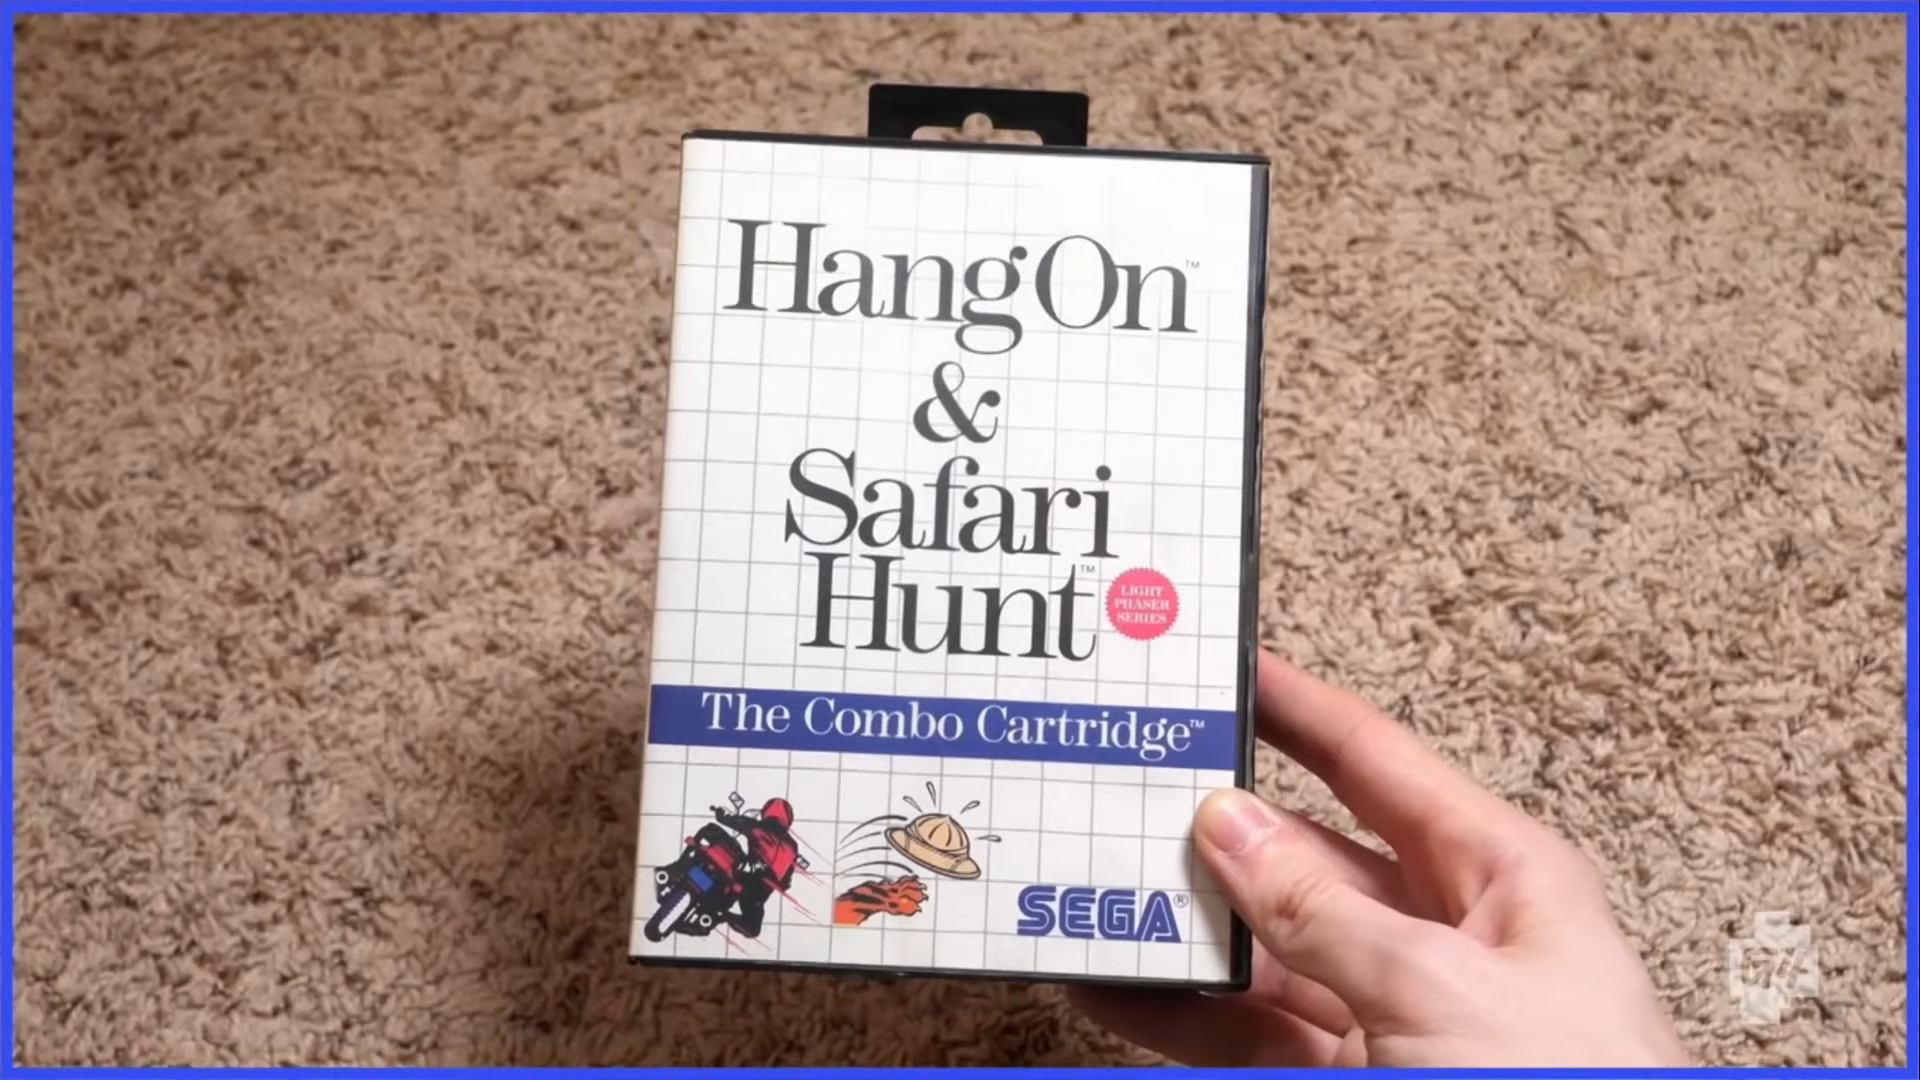 Hang On™
&
Safari
Hunt™
LIGHT
PHASER
SERIES
The Combo Cartridge™
SEGA®